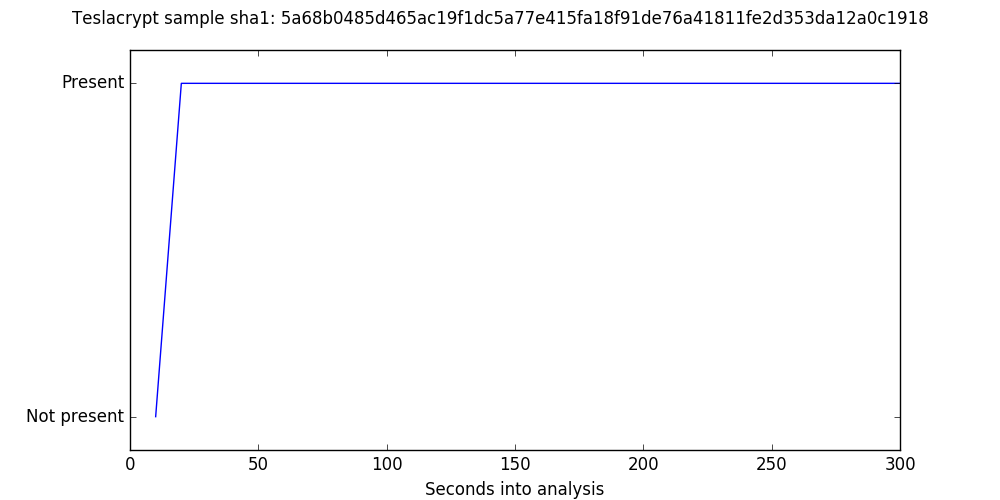 Teslacrypt sample sha1: 5a68b0485d465ac19f1dc5a77e415fa18f91de76a41811fe2d353da12a0c1918
Present
Not present
0 50 100 150 200 250 300
Seconds into analysis